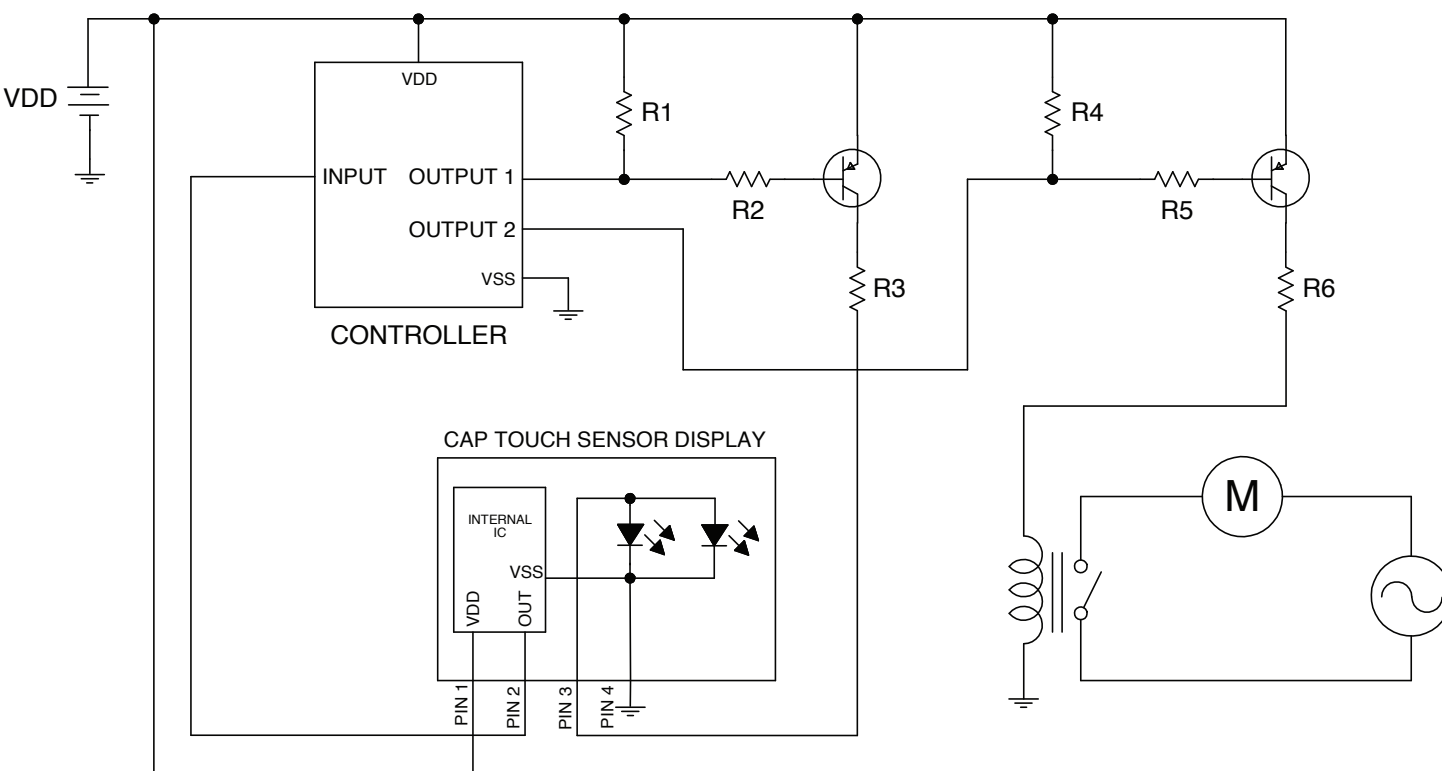 VDD
VDD
R1
R4
INPUT
OUTPUT 1
R2
R5
OUTPUT 2
VSS
R3
R6
CONTROLLER
CAP TOUCH SENSOR DISPLAY
INTERNAL
IC
VSS
VDD
OUT
M
PIN 1
PIN 2
PIN 3
PIN 4